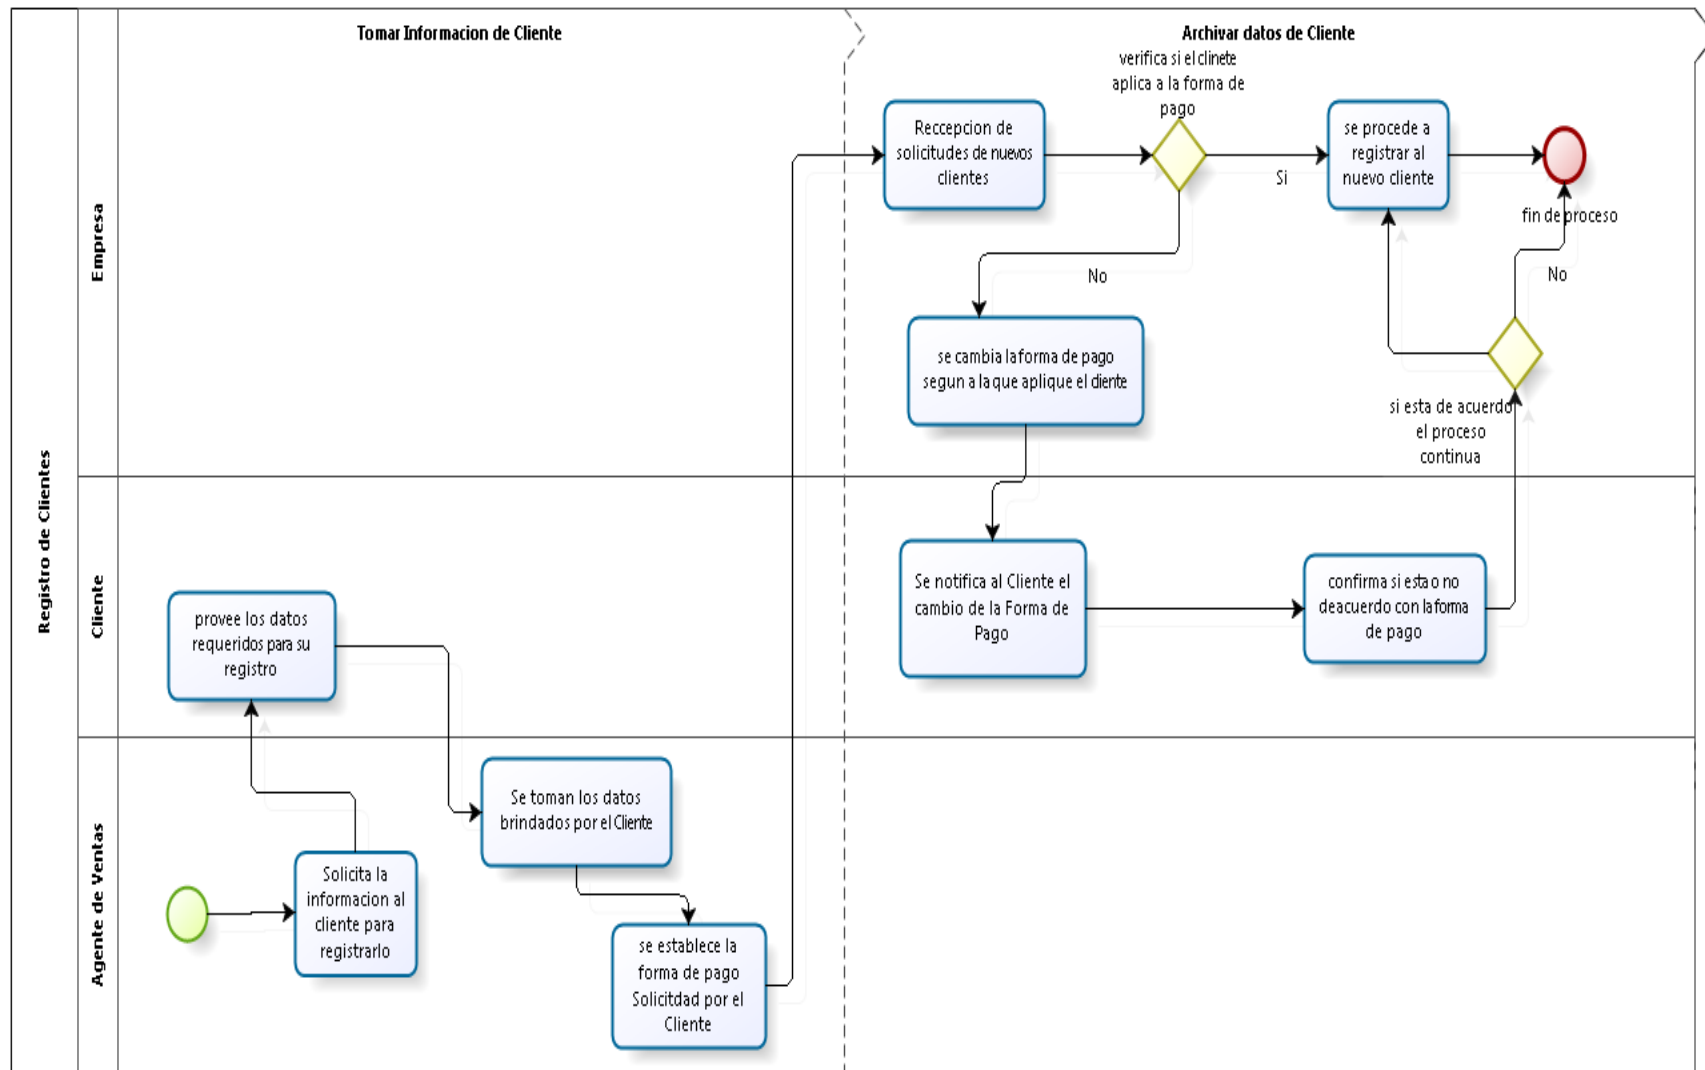 Tomar Informacion de Cliente
Archivar datos de Cliente
Registro de Clientes
Empresa
verifica si el clinete
aplica a la forma de
pago
Reccepcion de
solicitudes de nuevos
clientes
Si
se procede a
registrar al
nuevo cliente
fin de proceso
No
No
se cambia la forma de pago
segun a la que aplique el cliente
si esta de acuerdo
el proceso
continua
Cliente
provee los datos
requeridos para su
registro
Se notifica al Cliente el
cambio de la Forma de
Pago
confirma si esta o no
deacuerdo con la forma
de pago
Agente de Ventas
Solicita la
informacion al
cliente para
registrarlo
Se toman los datos
brindados por el Cliente
se establece la
forma de pago
Solicitdad por el
Cliente